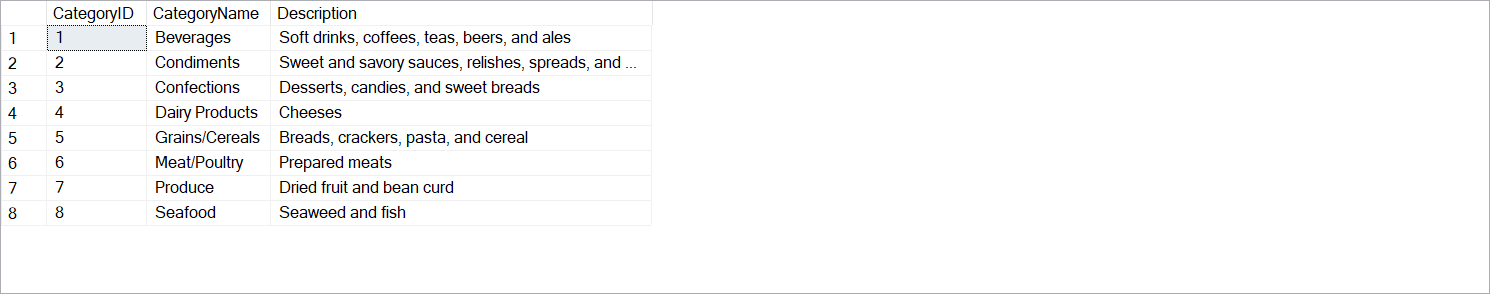 CategoryID CategoryName Description
1 1 Beverages Soft drinks, coffees, teas, beers, and ales
2 2 Condiments Sweet and savory sauces, relishes, spreads, and ...
3 3 Confections Desserts, candies, and sweet breads
4 4 Dairy Products Cheeses
5 5 Grains/Cereals Breads, crackers, pasta, and cereal
6 6 Meat/Poultry Prepared meats
7 7 Produce Dried fruit and bean curd
8 8 Seafood Seaweed and fish